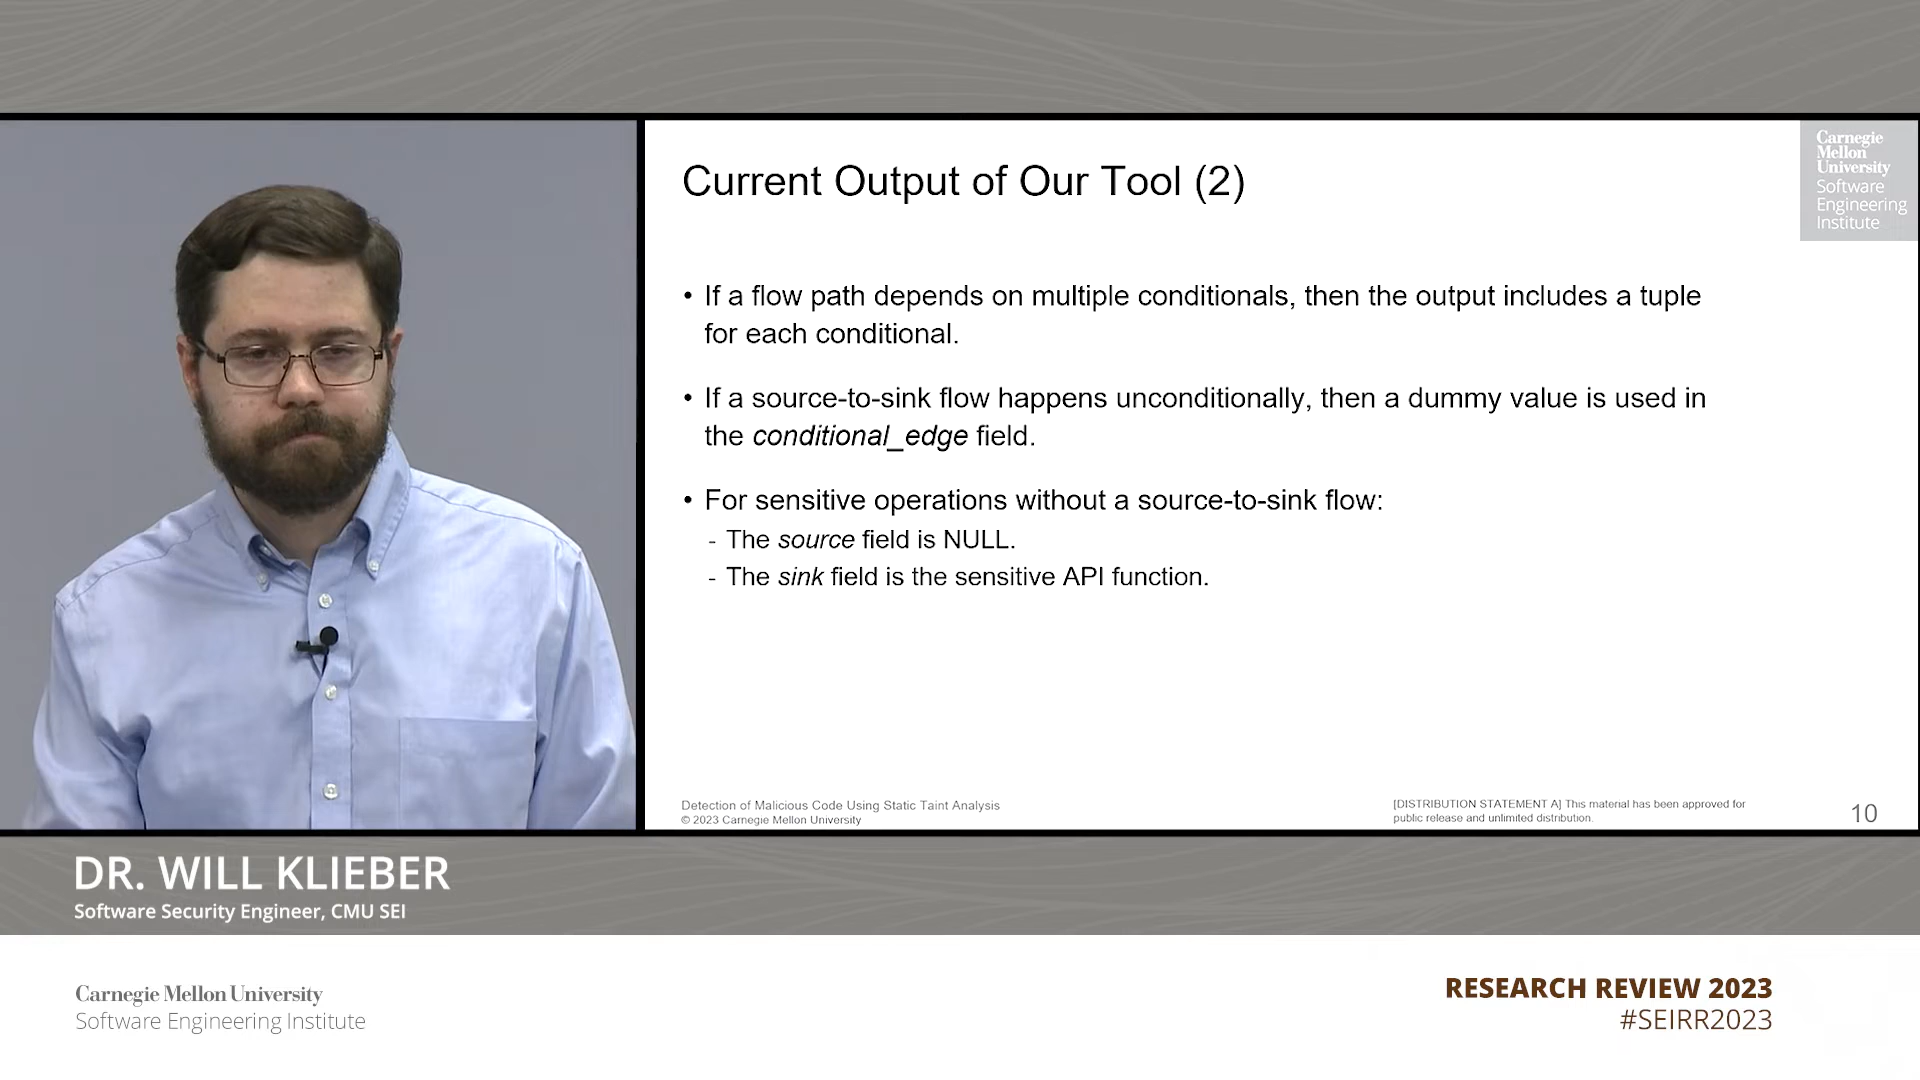 Current Output of Our Tool (2)
Carnegie
Mellon
University
Software
Engineering
Institute
• If a flow path depends on multiple conditionals, then the output includes a tuple
for each conditional.
• If a source-to-sink flow happens unconditionally, then a dummy value is used in
the conditional_edge field.
• For sensitive operations without a source-to-sink flow:
- The source field is NULL.
- The sink field is the sensitive API function.
Detection of Malicious Code Using Static Taint Analysis
© 2023 Carnegie Mellon University
[DISTRIBUTION STATEMENT A] This material has been approved for
public release and unlimited distribution.
10
DR. WILL KLIEBER
Software Security Engineer, CMU SEI
Carnegie Mellon University
Software Engineering Institute
RESEARCH REVIEW 2023
#SEIRR2023